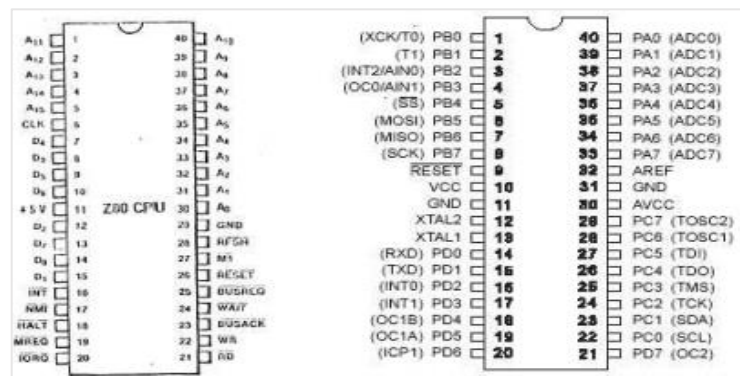 A₁₁ 1 40 A₁₀
A₁₂ 2 39 A₉
A₁₃ 3 38 A₈
A₁₄ 4 37 A₇
A₁₅ 5 36 A₆
CLK 6 35 A₅
D₄ 7 34 A₄
D₃ 8 33 A₃
D₅ 9 32 A₂
D₆ 10 31 A₁
+5V 11 Z80 CPU 30 A₀
D₂ 12 29 GND
D₇ 13 28 RFSH
D₀ 14 27 M1
D₁ 15 26 RESET
INT 16 25 BUSREQ
NMI 17 24 WAIT
HALT 18 23 BUSACK
MREQ 19 22 WR
IORQ 20 21 RD
(XCK/T0) PB0 1 40 PA0 (ADC0)
(T1) PB1 2 39 PA1 (ADC1)
(INT2/AIN0) PB2 3 38 PA2 (ADC2)
(OC0/AIN1) PB3 4 37 PA3 (ADC3)
(SS) PB4 5 36 PA4 (ADC4)
(MOSI) PB5 6 35 PA5 (ADC5)
(MISO) PB6 7 34 PA6 (ADC6)
(SCK) PB7 8 33 PA7 (ADC7)
RESET 9 32 AREF
VCC 10 31 GND
GND 11 30 AVCC
XTAL2 12 29 PC7 (TOSC2)
XTAL1 13 28 PC6 (TOSC1)
(RXD) PD0 14 27 PC5 (TDI)
(TXD) PD1 15 26 PC4 (TDO)
(INT0) PD2 16 25 PC3 (TMS)
(INT1) PD3 17 24 PC2 (TCK)
(OC1B) PD4 18 23 PC1 (SDA)
(OC1A) PD5 19 22 PC0 (SCL)
(ICP1) PD6 20 21 PD7 (OC2)